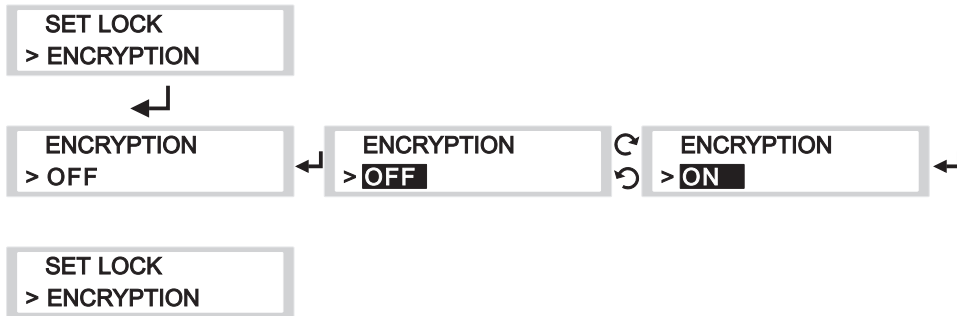 SET LOCK
> ENCRYPTION
ENCRYPTION
> OFF
ENCRYPTION
> OFF
ENCRYPTION
> ON
SET LOCK
> ENCRYPTION